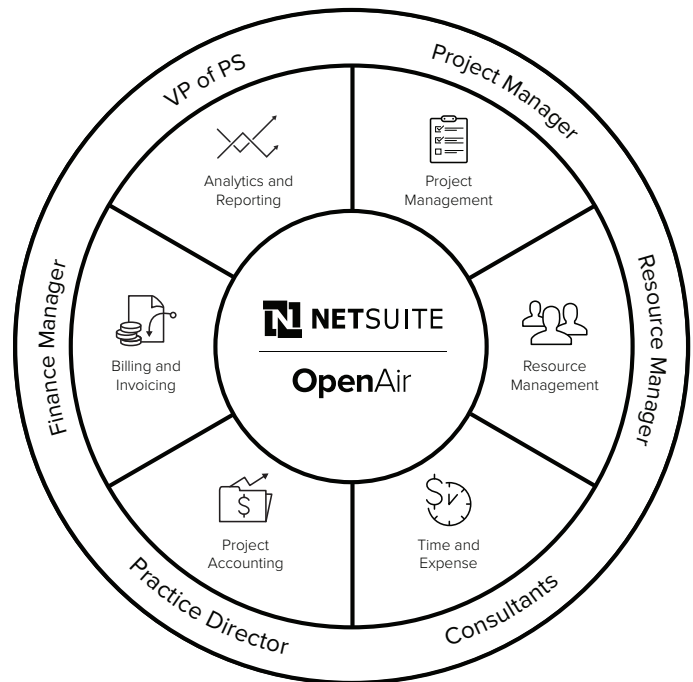 VP of PS
Project Manager
Resource Manager
Consultants
Practice Director
Finance Manager
Analytics and
Reporting
Project
Management
Resource
Management
Time and
Expense
Project
Accounting
Billing and
Invoicing
N NETSUITE
OpenAir
$
$